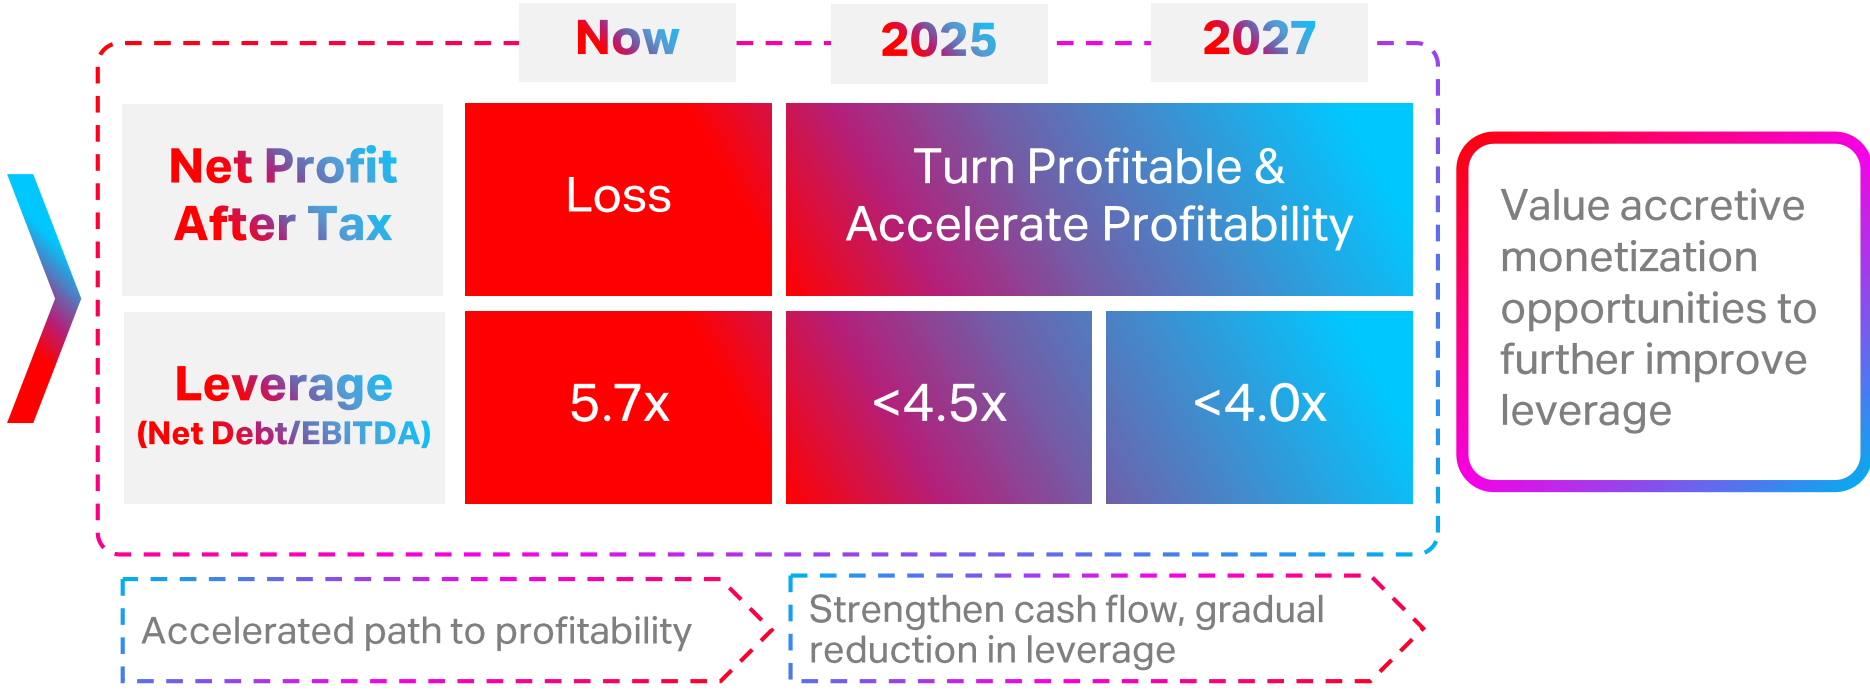 Now
2025
2027
Net Profit
After Tax
Loss
Turn Profitable &
Accelerate Profitability
Leverage
(Net Debt/EBITDA)
5.7x
<4.5x
<4.0x
Value accretive
monetization
opportunities to
further improve
leverage
Accelerated path to profitability
Strengthen cash flow, gradual
reduction in leverage